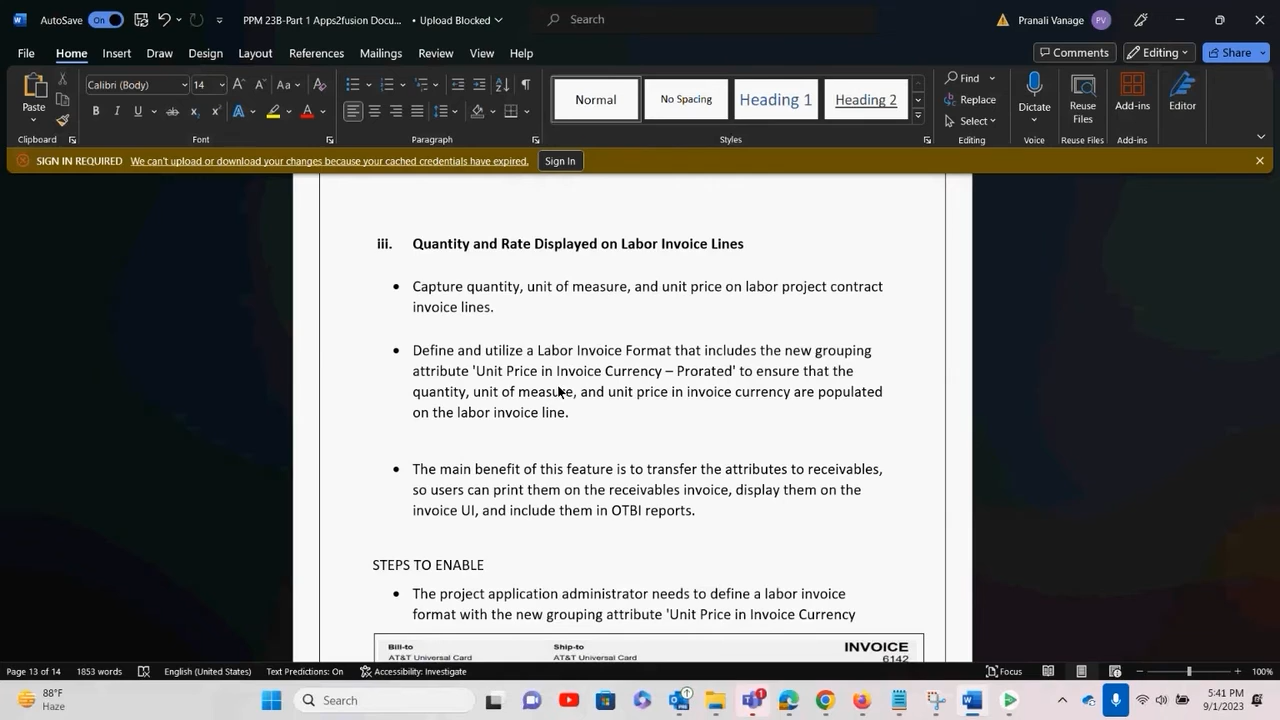 AutoSave On PPM 23B-Part 1 Apps2fusion Docu... • Upload Blocked Search Pranali Vanage PV
File Home Insert Draw Design Layout References Mailings Review View Help Comments Editing Share
Paste Calibri (Body) 14 Normal No Spacing Heading 1 Heading 2 Find Replace Select Dictate Reuse Files Add-ins Editor
Clipboard Font Paragraph Styles Editing Voice Reuse Files Add-ins
SIGN IN REQUIRED We can't upload or download your changes because your cached credentials have expired. Sign In
iii. Quantity and Rate Displayed on Labor Invoice Lines
• Capture quantity, unit of measure, and unit price on labor project contract
invoice lines.
• Define and utilize a Labor Invoice Format that includes the new grouping
attribute 'Unit Price in Invoice Currency – Prorated' to ensure that the
quantity, unit of measure, and unit price in invoice currency are populated
on the labor invoice line.
• The main benefit of this feature is to transfer the attributes to receivables,
so users can print them on the receivables invoice, display them on the
invoice UI, and include them in OTBI reports.
STEPS TO ENABLE
• The project application administrator needs to define a labor invoice
format with the new grouping attribute 'Unit Price in Invoice Currency
Bill-to Ship-to INVOICE
AT&T Universal Card AT&T Universal Card 6142
Page 13 of 14 1853 words English (United States) Text Predictions: On Accessibility: Investigate Focus 100%
88°F
Haze
Search
5:41 PM
9/1/2023